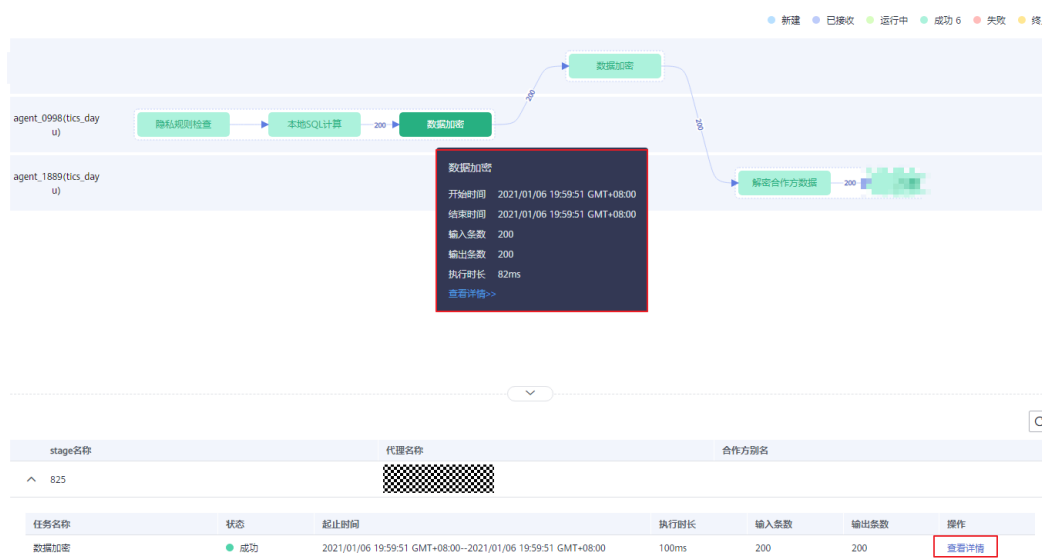 新建 已接收 运行中 成功 6 失败 终
数据加密
200
agent_0998(tics_day
u)
隐私规则检查 本地SQL计算 200 数据加密
200
agent_1889(tics_day
u)
解密合作方数据 200
数据加密
开始时间 2021/01/06 19:59:51 GMT+08:00
结束时间 2021/01/06 19:59:51 GMT+08:00
输入条数 200
输出条数 200
执行时长 82ms
查看详情>>
stage名称 代理名称 合作方别名
825
任务名称 状态 起止时间 执行时长 输入条数 输出条数 操作
数据加密 成功 2021/01/06 19:59:51 GMT+08:00--2021/01/06 19:59:51 GMT+08:00 100ms 200 200 查看详情